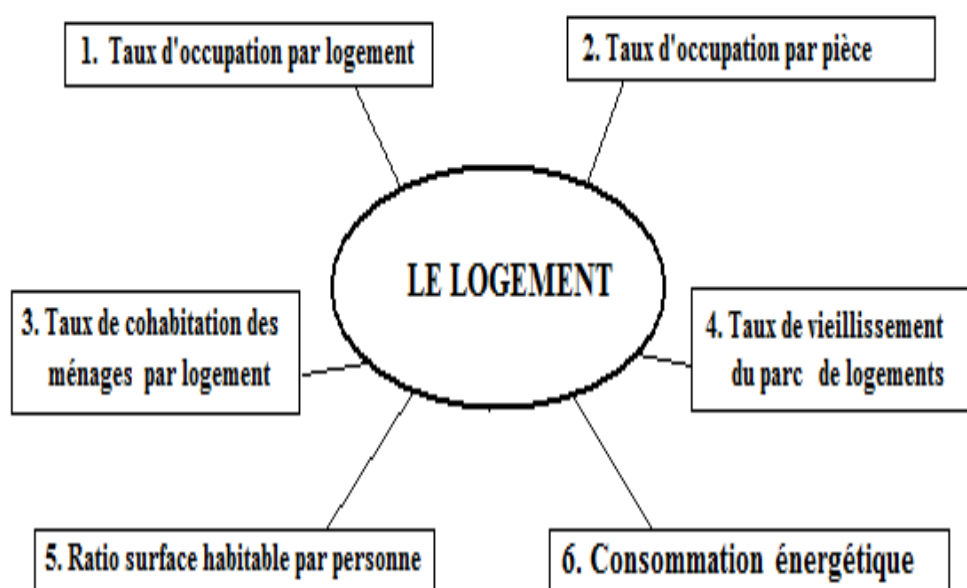 1. Taux d'occupation par logement
2. Taux d'occupation par pièce
LE LOGEMENT
3. Taux de cohabitation des
ménages par logement
4. Taux de vieillissement
du parc de logements
5. Ratio surface habitable par personne
6. Consommation énergétique